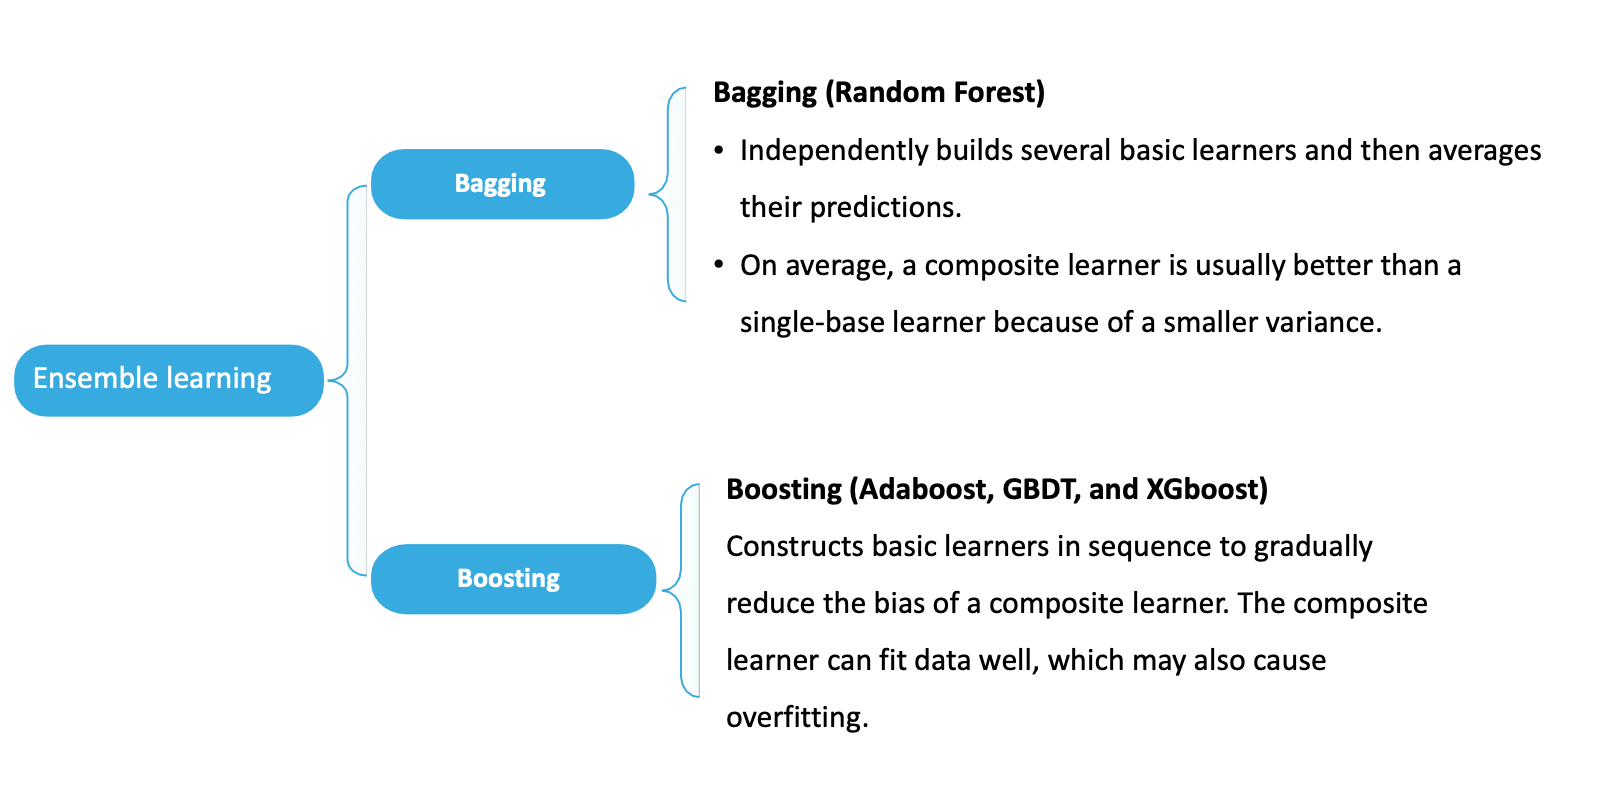 Ensemble learning
Bagging
Bagging (Random Forest)
• Independently builds several basic learners and then averages
their predictions.
• On average, a composite learner is usually better than a
single-base learner because of a smaller variance.
Boosting
Boosting (Adaboost, GBDT, and XGboost)
Constructs basic learners in sequence to gradually
reduce the bias of a composite learner. The composite
learner can fit data well, which may also cause
overfitting.